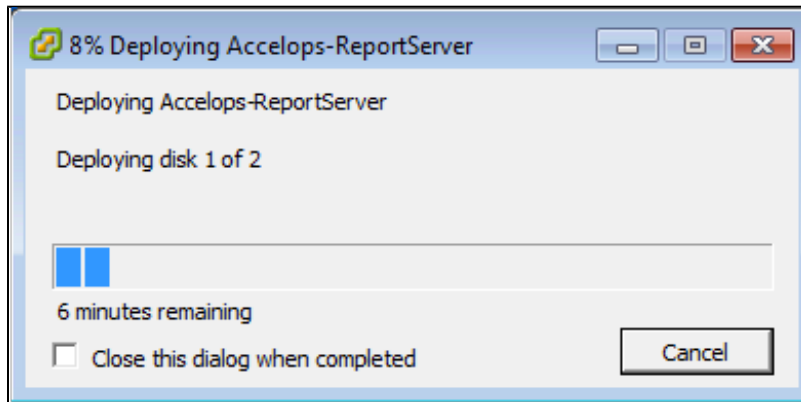 8% Deploying Accelops-ReportServer
Deploying Accelops-ReportServer
Deploying disk 1 of 2
6 minutes remaining
Close this dialog when completed
Cancel